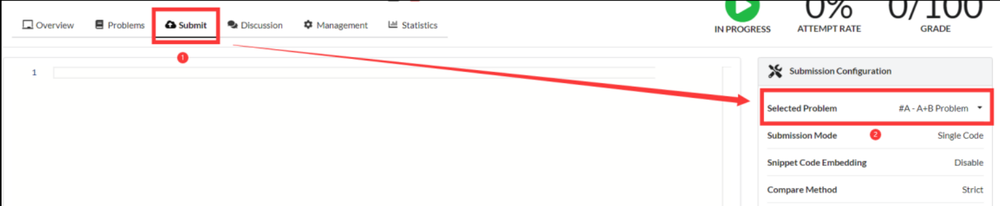 0% 0/100
Overview Problems Submit Discussion Management Statistics
IN PROGRESS ATTEMPT RATE GRADE
1
1
Submission Configuration
Selected Problem #A - A+B Problem
Submission Mode 2 Single Code
Snippet Code Embedding Disable
Compare Method Strict